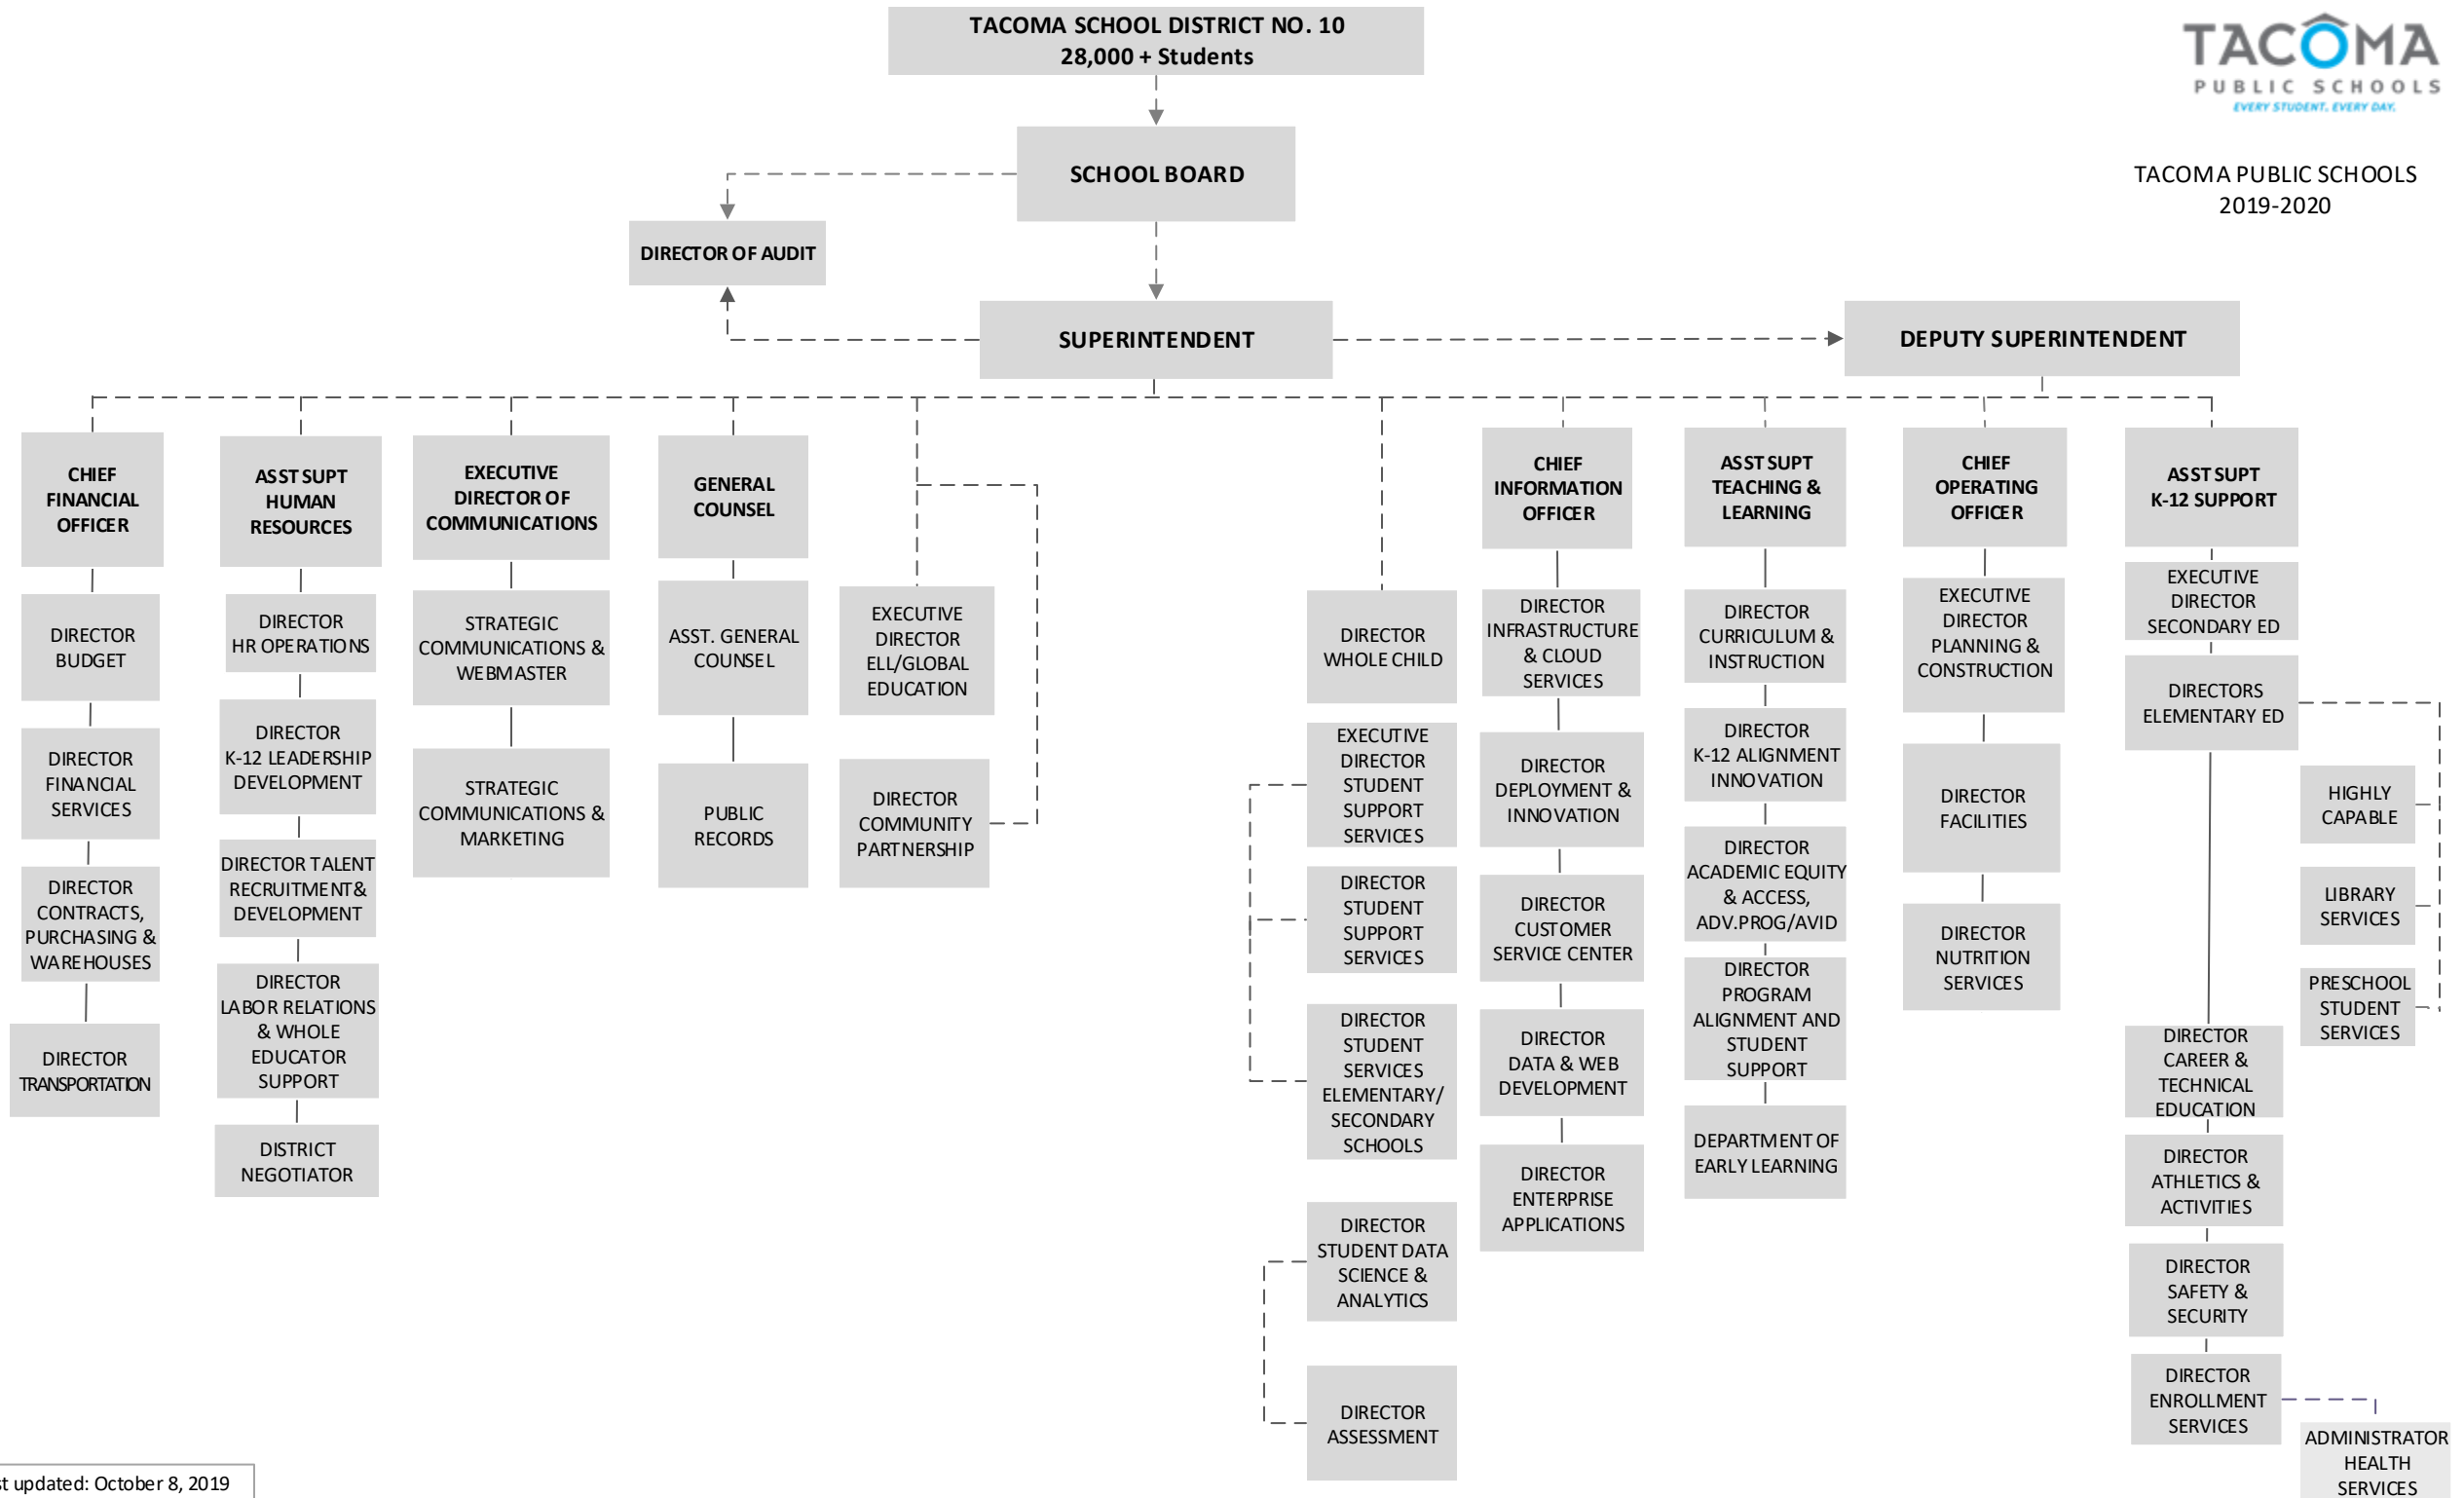 TACOMA SCHOOL DISTRICT NO. 10
28,000 + Students
TACOMA
PUBLIC SCHOOLS
EVERY STUDENT. EVERY DAY.
TACOMA PUBLIC SCHOOLS
2019-2020
SCHOOL BOARD
DIRECTOR OF AUDIT
SUPERINTENDENT
DEPUTY SUPERINTENDENT
CHIEF
FINANCIAL
OFFICER
DIRECTOR
BUDGET
DIRECTOR
FINANCIAL
SERVICES
DIRECTOR
CONTRACTS,
PURCHASING &
WAREHOUSES
DIRECTOR
TRANSPORTATION
ASST SUPT
HUMAN
RESOURCES
DIRECTOR
HR OPERATIONS
DIRECTOR
K-12 LEADERSHIP
DEVELOPMENT
DIRECTOR TALENT
RECRUITMENT&
DEVELOPMENT
DIRECTOR
LABOR RELATIONS
& WHOLE
EDUCATOR
SUPPORT
DISTRICT
NEGOTIATOR
EXECUTIVE
DIRECTOR OF
COMMUNICATIONS
STRATEGIC
COMMUNICATIONS &
WEBMASTER
STRATEGIC
COMMUNICATIONS &
MARKETING
GENERAL
COUNSEL
ASST. GENERAL
COUNSEL
PUBLIC
RECORDS
EXECUTIVE
DIRECTOR
ELL/GLOBAL
EDUCATION
DIRECTOR
COMMUNITY
PARTNERSHIP
DIRECTOR
WHOLE CHILD
EXECUTIVE
DIRECTOR
STUDENT
SUPPORT
SERVICES
DIRECTOR
STUDENT
SUPPORT
SERVICES
DIRECTOR
STUDENT
SERVICES
ELEMENTARY/
SECONDARY
SCHOOLS
DIRECTOR
STUDENT DATA
SCIENCE &
ANALYTICS
DIRECTOR
ASSESSMENT
CHIEF
INFORMATION
OFFICER
DIRECTOR
INFRASTRUCTURE
& CLOUD
SERVICES
DIRECTOR
DEPLOYMENT &
INNOVATION
DIRECTOR
CUSTOMER
SERVICE CENTER
DIRECTOR
DATA & WEB
DEVELOPMENT
DIRECTOR
ENTERPRISE
APPLICATIONS
ASST SUPT
TEACHING &
LEARNING
DIRECTOR
CURRICULUM &
INSTRUCTION
DIRECTOR
K-12 ALIGNMENT
INNOVATION
DIRECTOR
ACADEMIC EQUITY
& ACCESS,
ADV.PROG/AVID
DIRECTOR
PROGRAM
ALIGNMENT AND
STUDENT
SUPPORT
DEPARTMENT OF
EARLY LEARNING
CHIEF
OPERATING
OFFICER
EXECUTIVE
DIRECTOR
PLANNING &
CONSTRUCTION
DIRECTOR
FACILITIES
DIRECTOR
NUTRITION
SERVICES
ASST SUPT
K-12 SUPPORT
EXECUTIVE
DIRECTOR
SECONDARY ED
DIRECTORS
ELEMENTARY ED
HIGHLY
CAPABLE
LIBRARY
SERVICES
PRESCHOOL
STUDENT
SERVICES
DIRECTOR
CAREER &
TECHNICAL
EDUCATION
DIRECTOR
ATHLETICS &
ACTIVITIES
DIRECTOR
SAFETY &
SECURITY
DIRECTOR
ENROLLMENT
SERVICES
ADMINISTRATOR
HEALTH
SERVICES
st updated: October 8, 2019